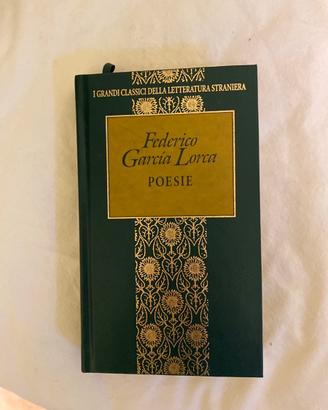 I GRANDI CLASSICI DELLA LETTERATURA STRANIERA
Federico
García Lorca
POESIE